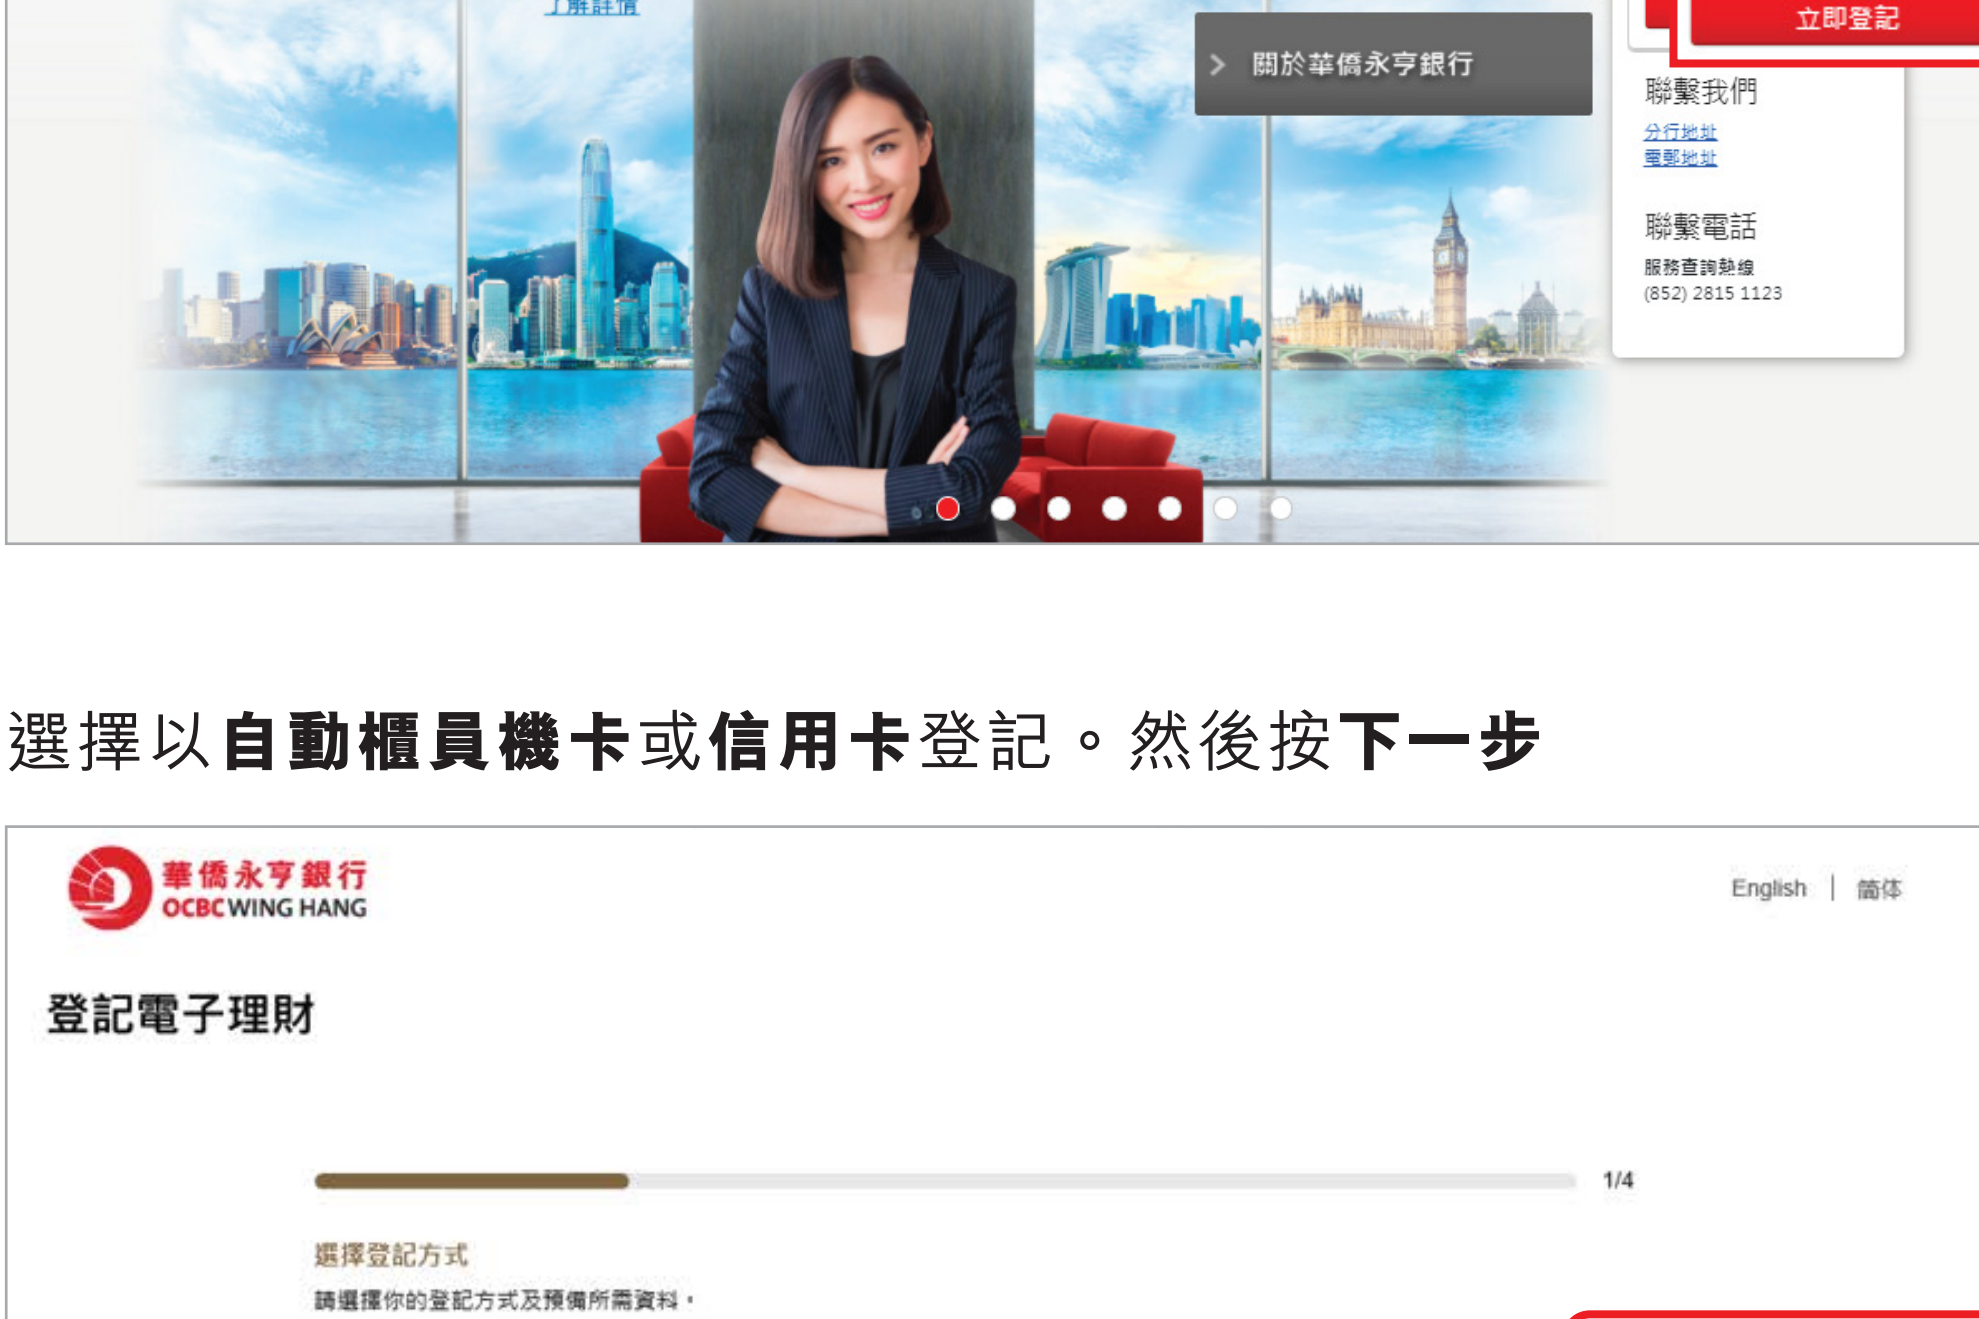 了解詳情
立即登記
關於華僑永亨銀行
聯繫我們
分行地址
電郵地址
聯繫電話
服務查詢熱線
(852) 2815 1123
選擇以自動櫃員機卡或信用卡登記。然後按下一步
華僑永亨銀行
OCBC WING HANG
English | 简体
登記電子理財
1/4
選擇登記方式
請選擇你的登記方式及預備所需資料。